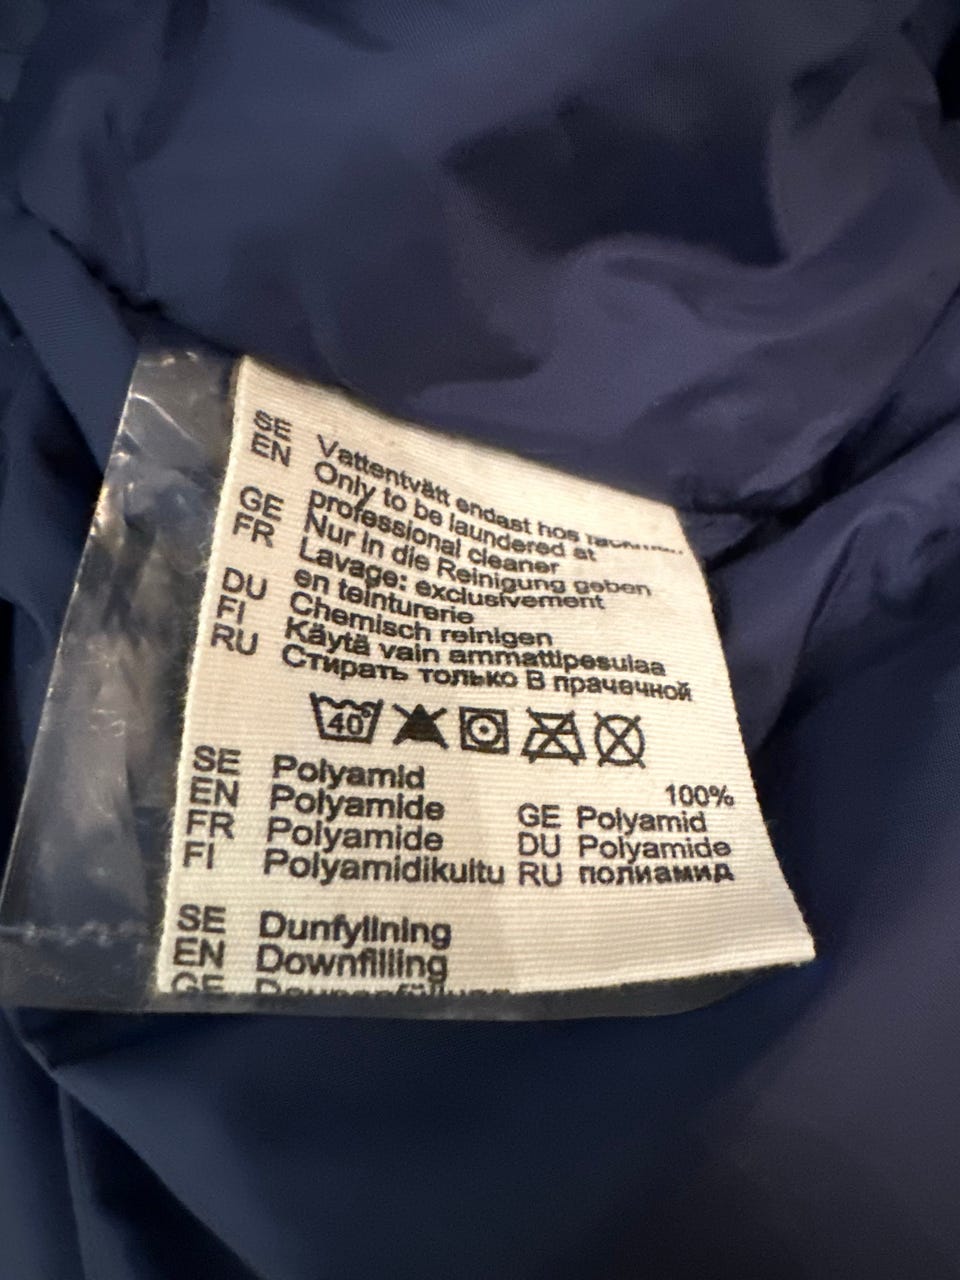 SE Vattentvätt endast hos
EN Only to be laundered at
professional cleaner
GE Nur in die Reinigung geben
FR Lavage: exclusivement
en teinturerie
DU Chemisch reinigen
FI Käytä vain ammattipesulaa
RU Стирать только В прачечной
40°
100%
SE Polyamid
EN Polyamide GE Polyamid
FR Polyamide DU Polyamide
FI Polyamidikuitu RU полиамид
SE Dunfyllning
EN Downfilling
GE